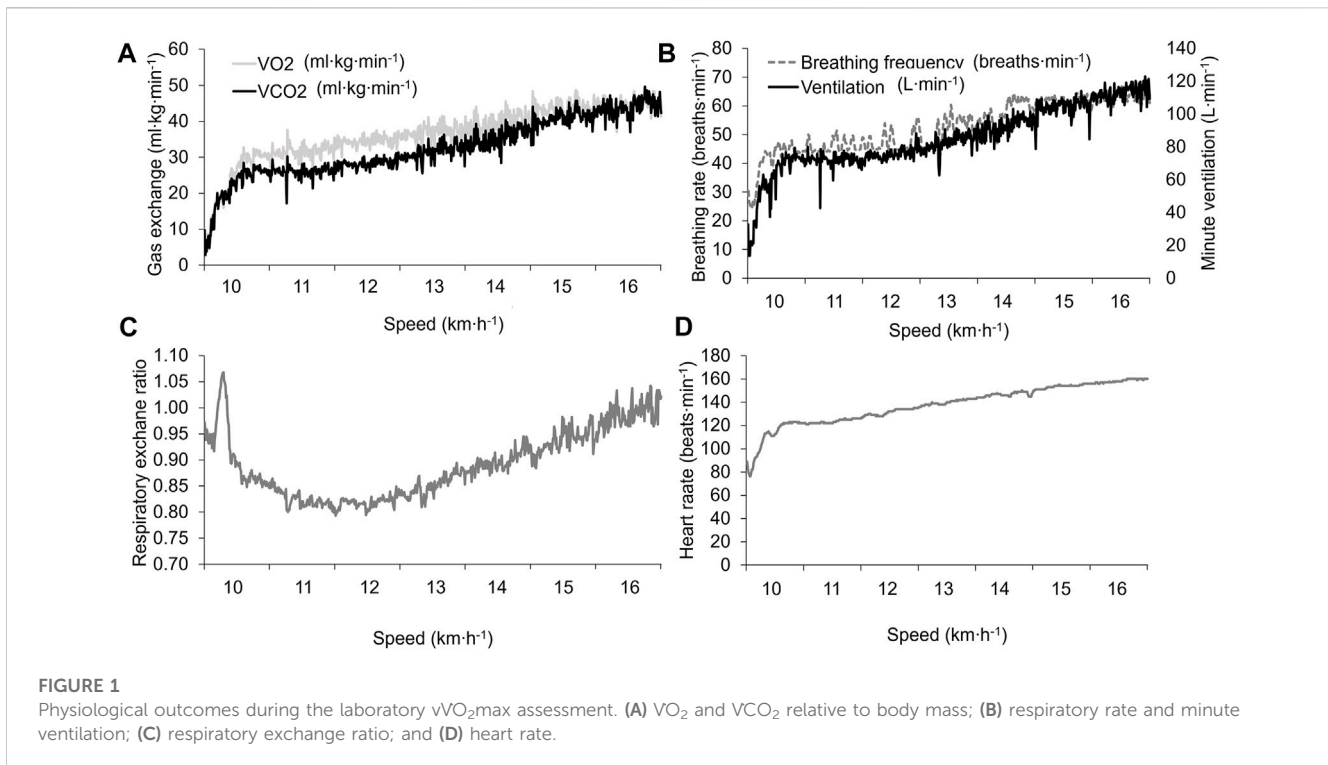 A
Gas exchange (ml·kg·min⁻¹)
60
50
40
30
20
10
0
VO2 (ml·kg·min⁻¹)
VCO2 (ml·kg·min⁻¹)
10 11 12 13 14 15 16
Speed (km·h⁻¹)
B
Breathing rate (breaths·min⁻¹)
80
70
60
50
40
30
20
10
0
Breathing frequency (breaths·min⁻¹)
Ventilation (L·min⁻¹)
140
120
100
80
60
40
20
0
Minute ventilation (L·min⁻¹)
10 11 12 13 14 15 16
Speed (km·h⁻¹)
C
Respiratory exchane ratio
1.10
1.05
1.00
0.95
0.90
0.85
0.80
0.75
0.70
10 11 12 13 14 15 16
Speed (km·h⁻¹)
D
Heart raate (beats·min⁻¹)
180
160
140
120
100
80
60
40
20
0
10 11 12 13 14 15 16
Speed (km·h⁻¹)
FIGURE 1
Physiological outcomes during the laboratory vV̇O₂max assessment. (A) V̇O₂ and V̇CO₂ relative to body mass; (B) respiratory rate and minute
ventilation; (C) respiratory exchange ratio; and (D) heart rate.